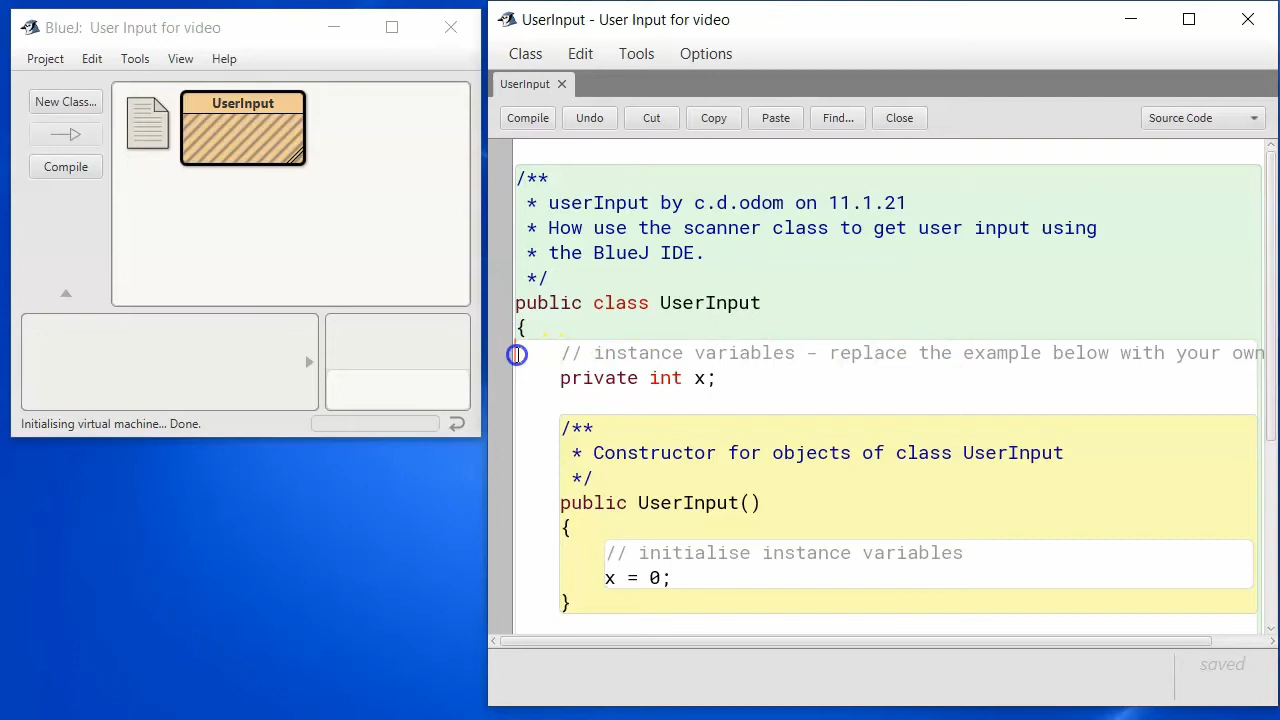 BlueJ: User Input for video
Project Edit Tools View Help
New Class...
Compile
UserInput
Initialising virtual machine... Done.
UserInput - User Input for video
Class Edit Tools Options
UserInput
Compile Undo Cut Copy Paste Find... Close Source Code
/**
* userInput by c.d.odom on 11.1.21
* How use the scanner class to get user input using
* the BlueJ IDE.
*/
public class UserInput
{
// instance variables - replace the example below with your own
private int x;
/**
* Constructor for objects of class UserInput
*/
public UserInput()
{
// initialise instance variables
x = 0;
}
saved